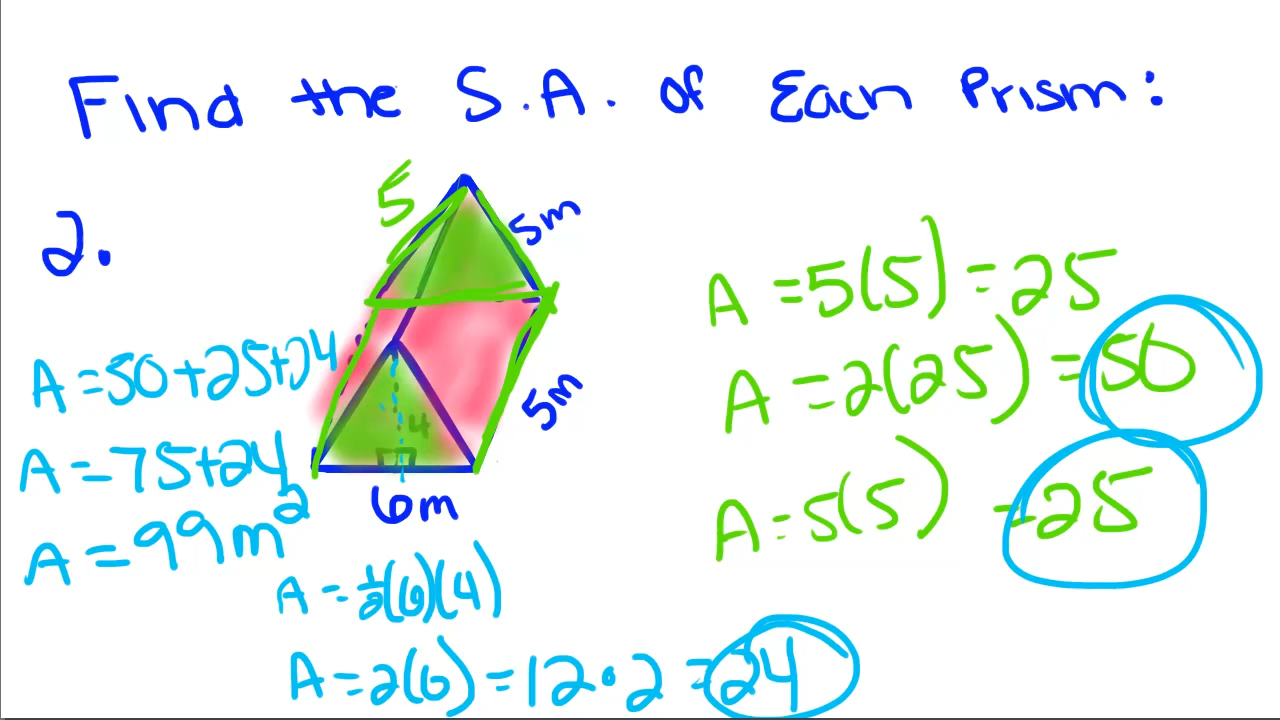 Find the S.A. of Each Prism:
2.
5
5m
5m
4
6m
A = 5(5) = 25
A = 2(25) = 50
A = 5(5) = 25
A = 50 + 25 + 24
A = 75 + 24
A = 99m²
A = ½(6)(4)
A = 2(6) = 12 • 2 = 24